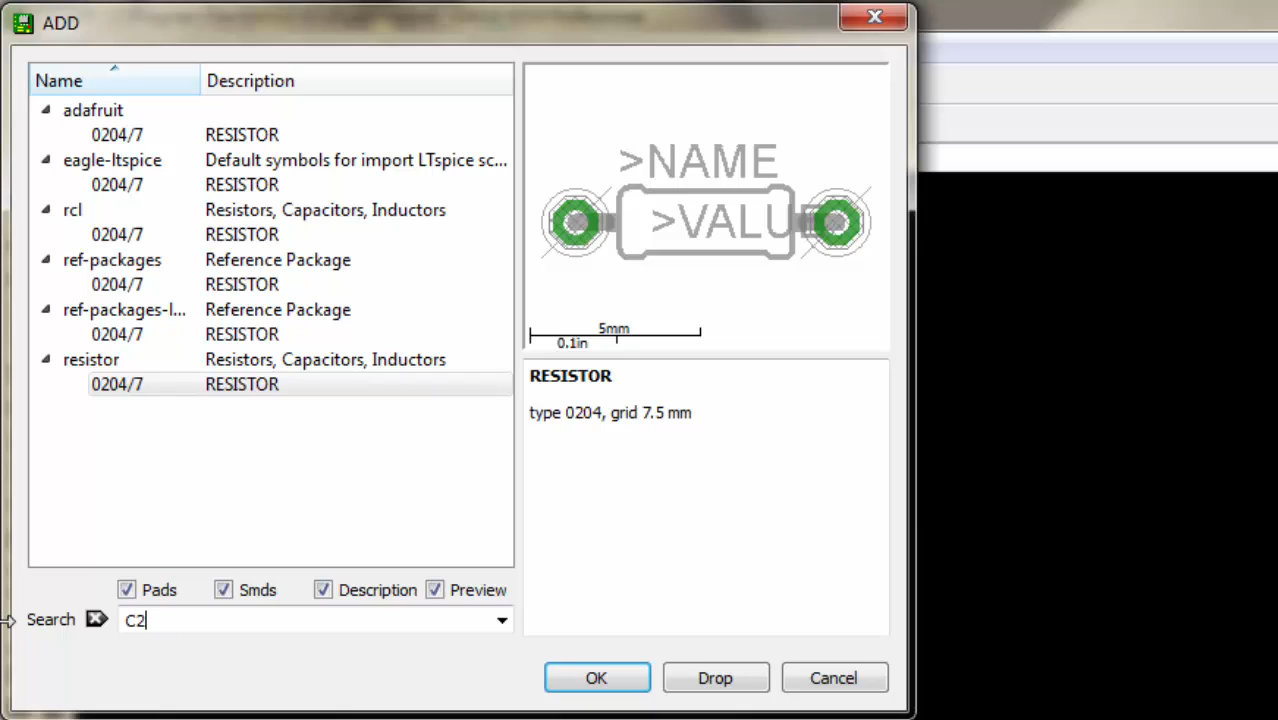 ADD
Name Description
adafruit
0204/7 RESISTOR
eagle-ltspice Default symbols for import LTspice sc...
0204/7 RESISTOR
rcl Resistors, Capacitors, Inductors
0204/7 RESISTOR
ref-packages Reference Package
0204/7 RESISTOR
ref-packages-l... Reference Package
0204/7 RESISTOR
resistor Resistors, Capacitors, Inductors
0204/7 RESISTOR
>NAME
>VALUE
5mm
0.1in
RESISTOR
type 0204, grid 7.5 mm
Pads Smds Description Preview
Search C2
OK Drop Cancel